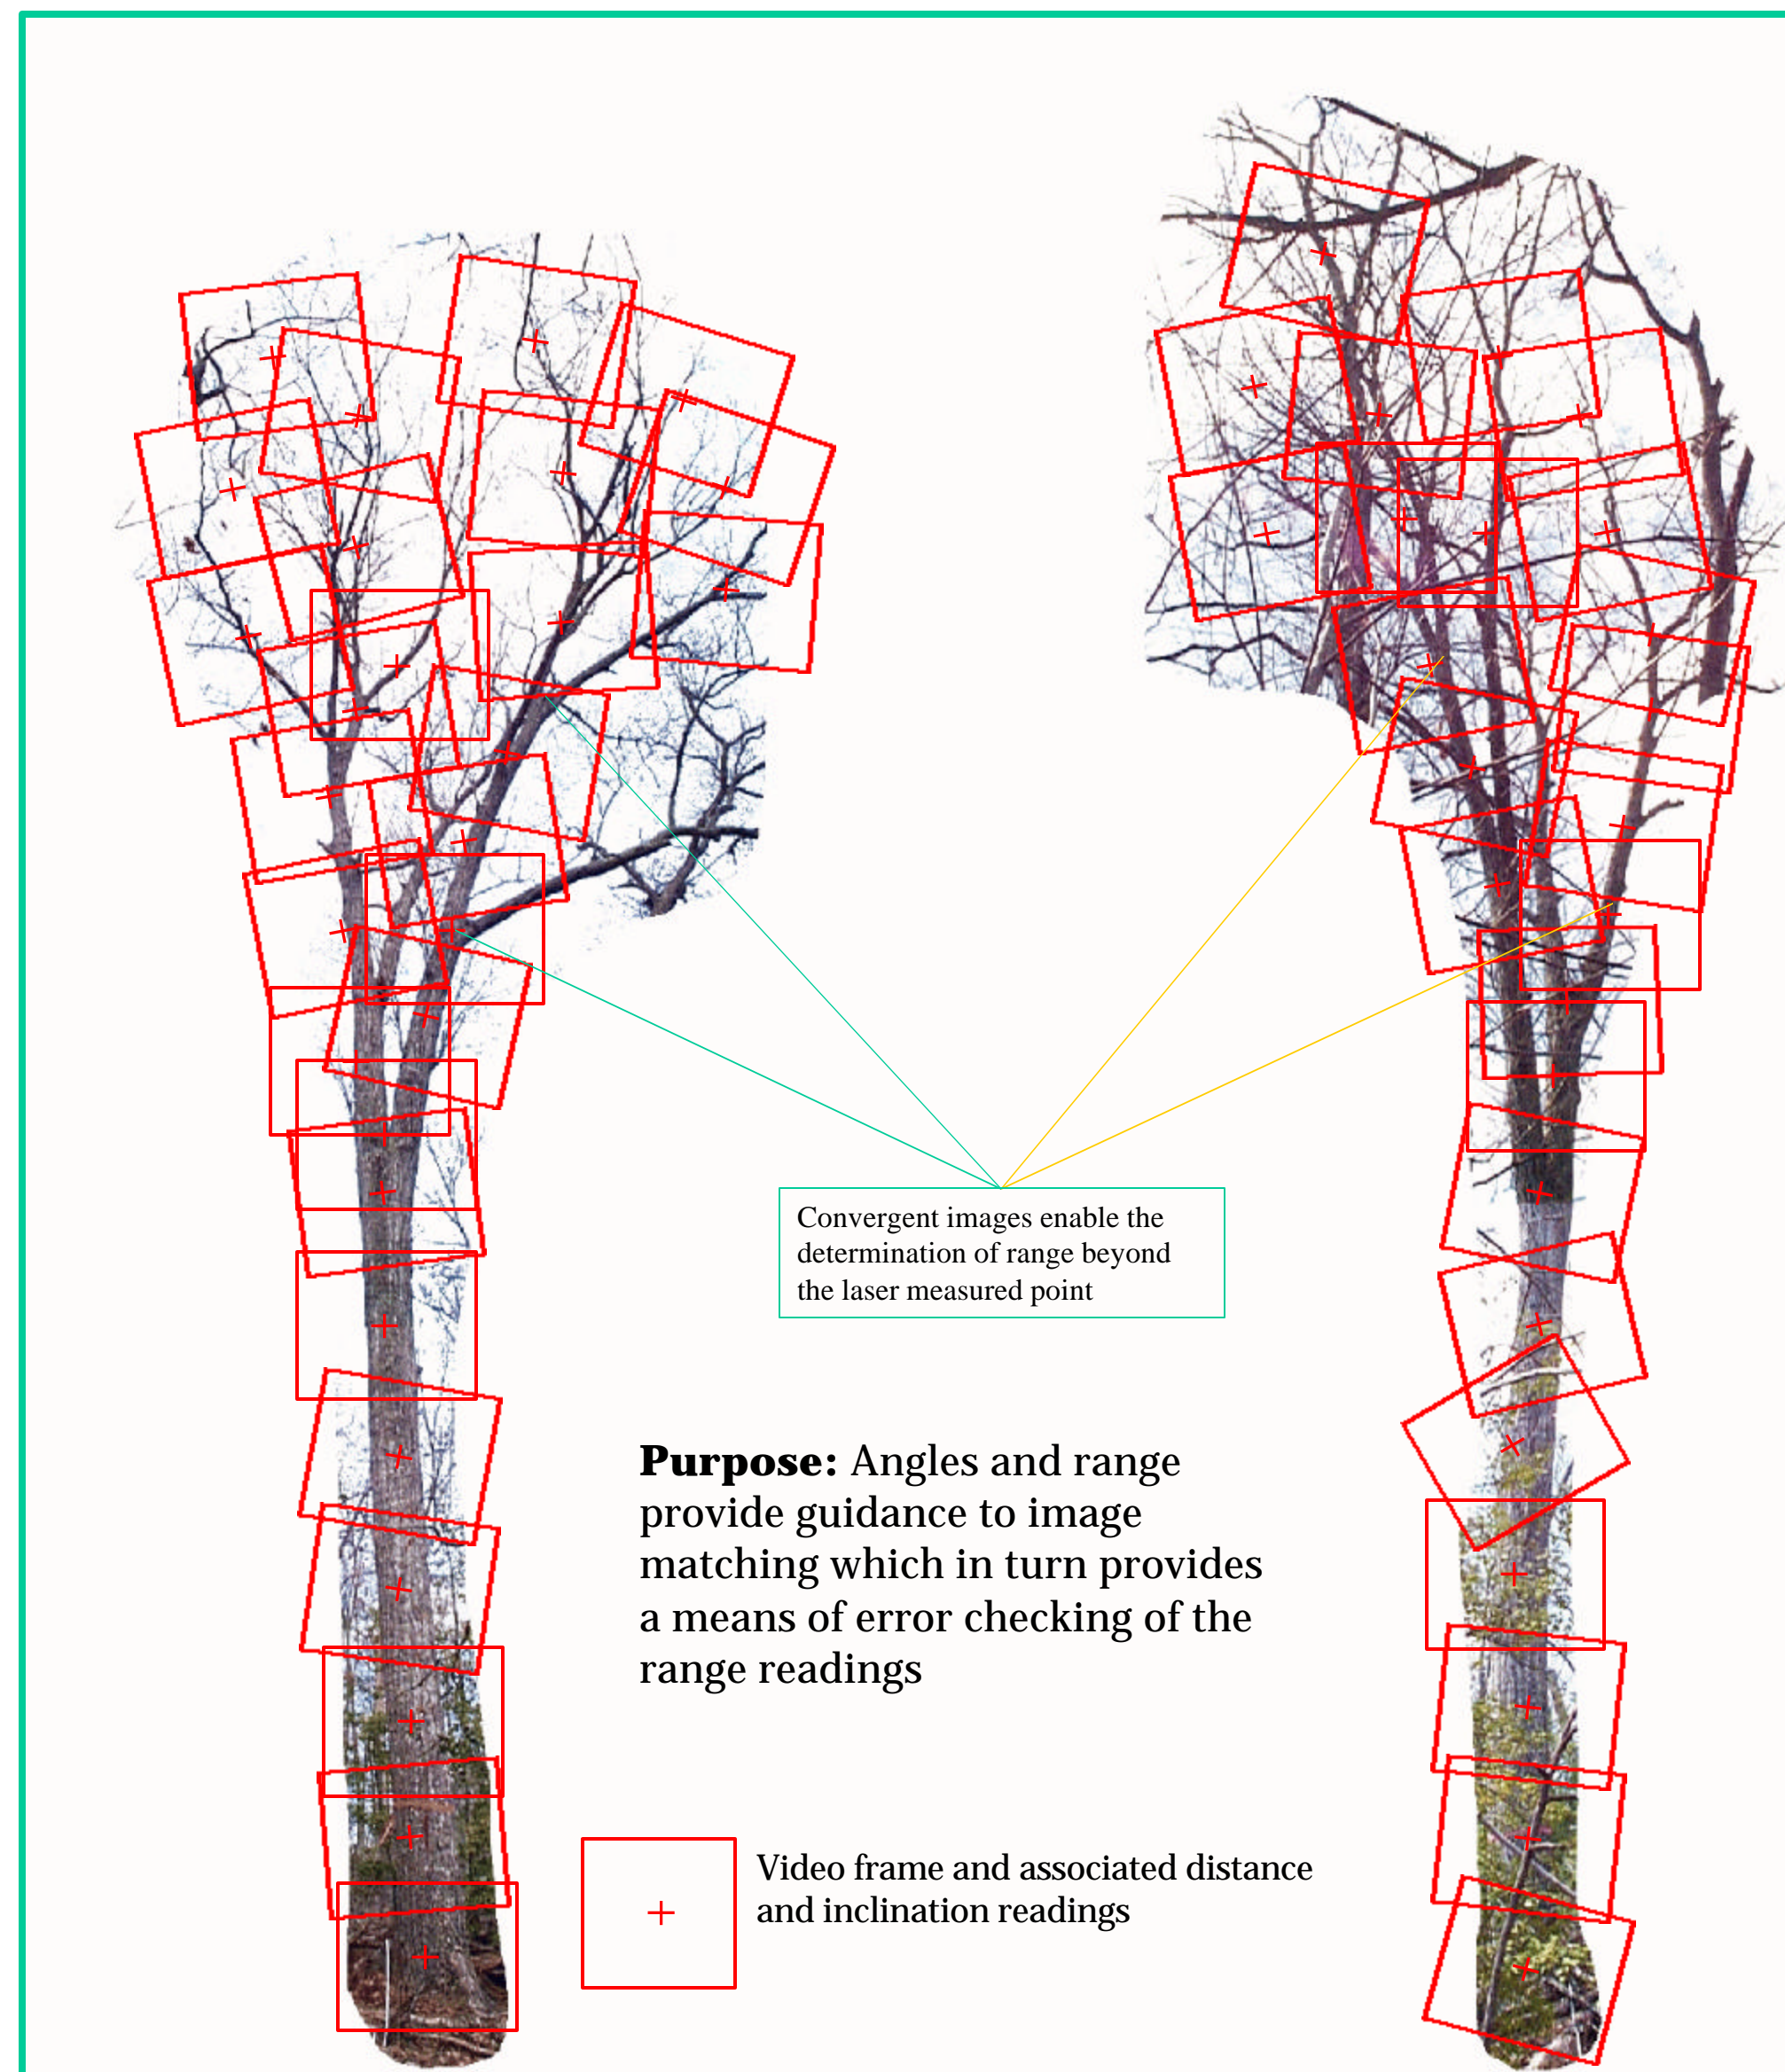 Convergent images enable the
determination of range beyond
the laser measured point
Purpose: Angles and range
provide guidance to image
matching which in turn provides
a means of error checking of the
range readings
Video frame and associated distance
and inclination readings